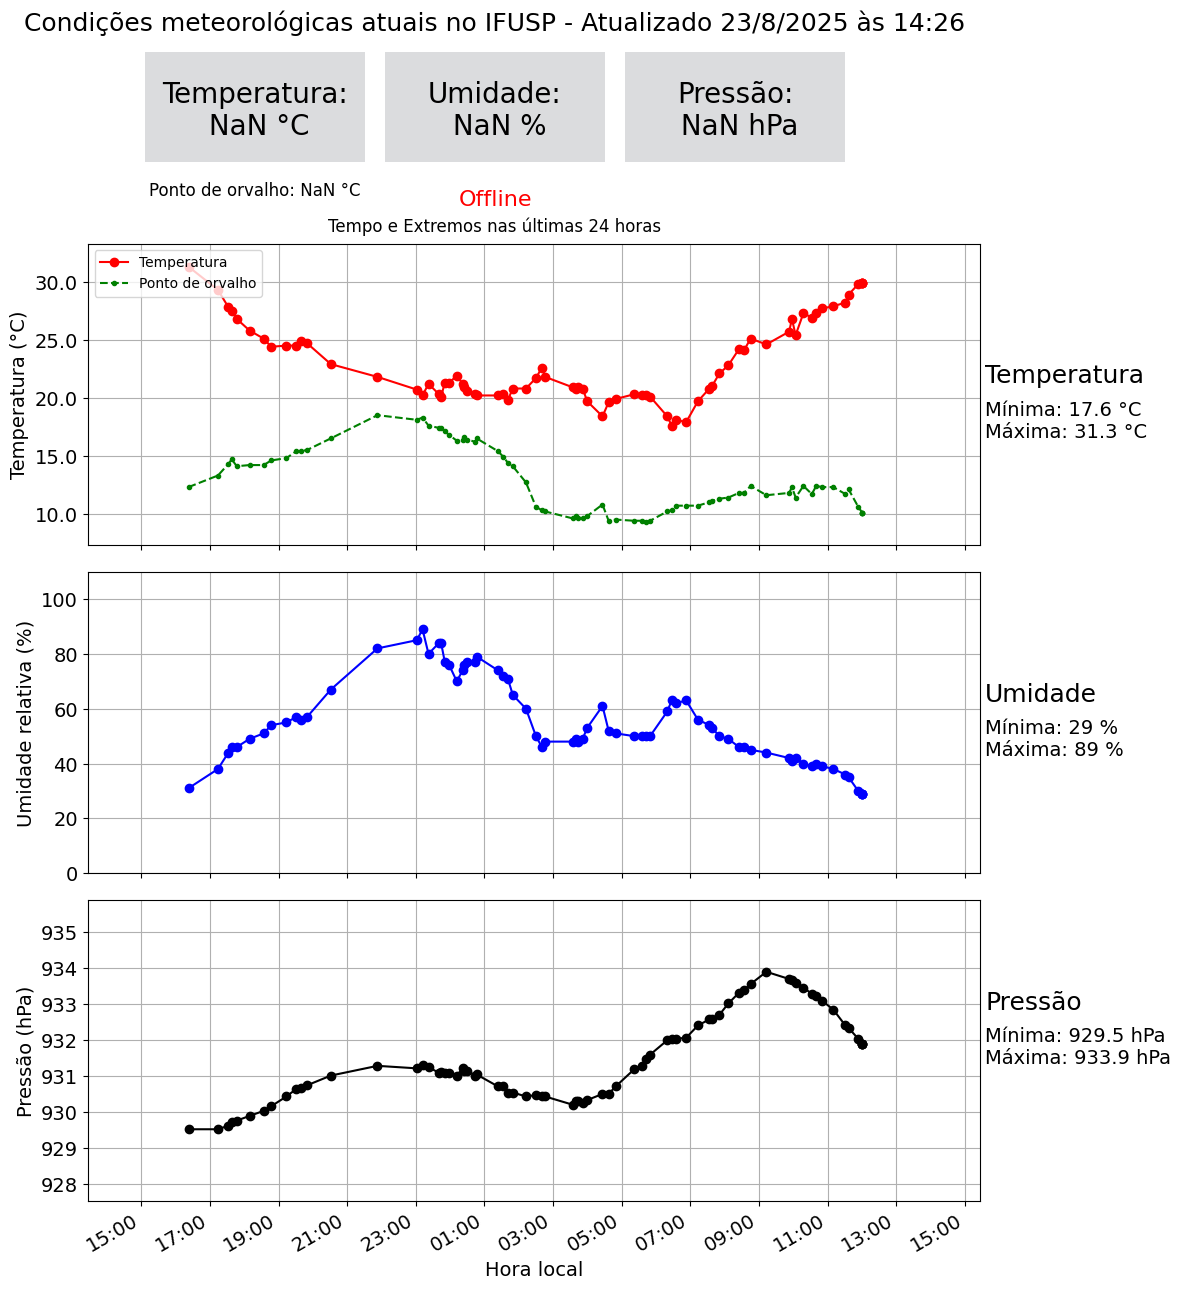 Condições meteorológicas atuais no IFUSP - Atualizado 23/8/2025 às 14:26
Temperatura:
NaN °C
Umidade:
NaN %
Pressão:
NaN hPa
Ponto de orvalho: NaN °C
Offline
Tempo e Extremos nas últimas 24 horas
Temperatura
Ponto de orvalho
Temperatura (°C)
30.0
25.0
20.0
15.0
10.0
Temperatura
Mínima: 17.6 °C
Máxima: 31.3 °C
Umidade relativa (%)
100
80
60
40
20
0
Umidade
Mínima: 29 %
Máxima: 89 %
Pressão (hPa)
935
934
933
932
931
930
929
928
Pressão
Mínima: 929.5 hPa
Máxima: 933.9 hPa
15:00 17:00 19:00 21:00 23:00 01:00 03:00 05:00 07:00 09:00 11:00 13:00 15:00
Hora local